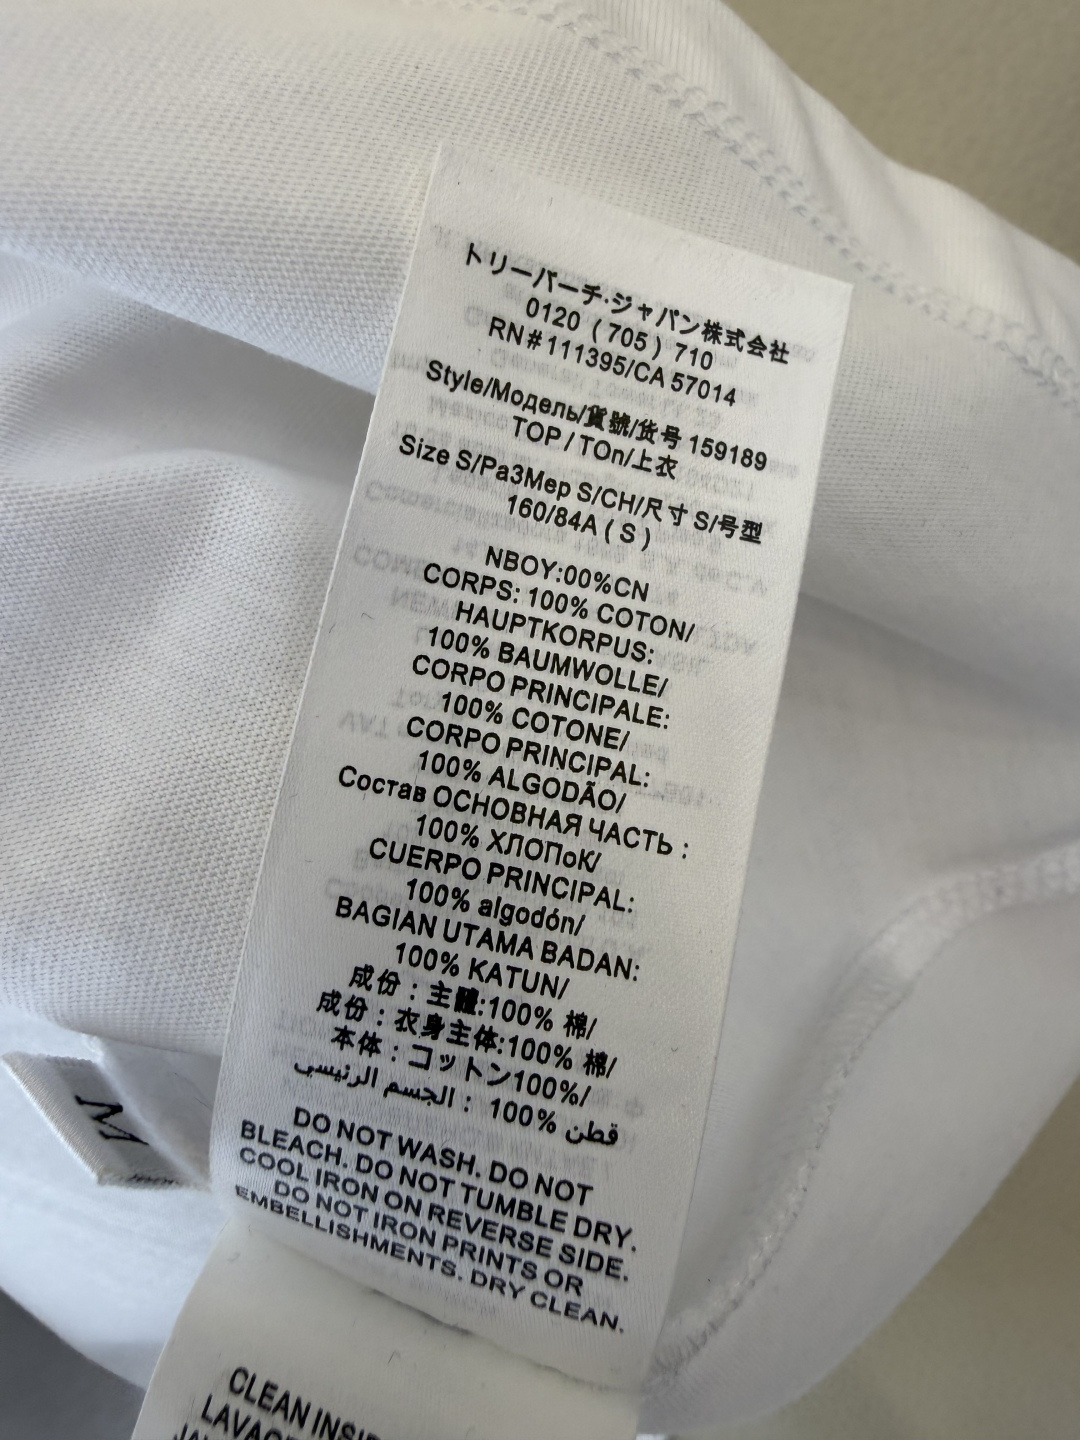 トリーバーチ·ジャパン株式会社
0120 (705) 710
RN#111395/CA 57014
Style/Модель/貨號/货号 159189
TOP / TOп/上衣
Size S/Pa3Mep S/CH/尺寸 S/号型
160/84A ( S )
NBOY:00%CN
CORPS: 100% COTON/
HAUPTKORPUS:
100% BAUMWOLLE/
CORPO PRINCIPALE:
100% COTONE/
CORPO PRINCIPAL:
100% ALGODÃO/
Состав ОСНОВНАЯ ЧАСТЬ :
100% ХЛОПоК/
CUERPO PRINCIPAL:
100% algodón/
BAGIAN UTAMA BADAN:
100% KATUN/
成份：主體:100% 棉/
成份：衣身主体:100% 棉/
本体：コットン100%/
الجسم الرئيسي : 100% قطن
DO NOT WASH. DO NOT
BLEACH. DO NOT TUMBLE DRY.
COOL IRON ON REVERSE SIDE.
DO NOT IRON PRINTS OR
EMBELLISHMENTS. DRY CLEAN.
M
CLEAN